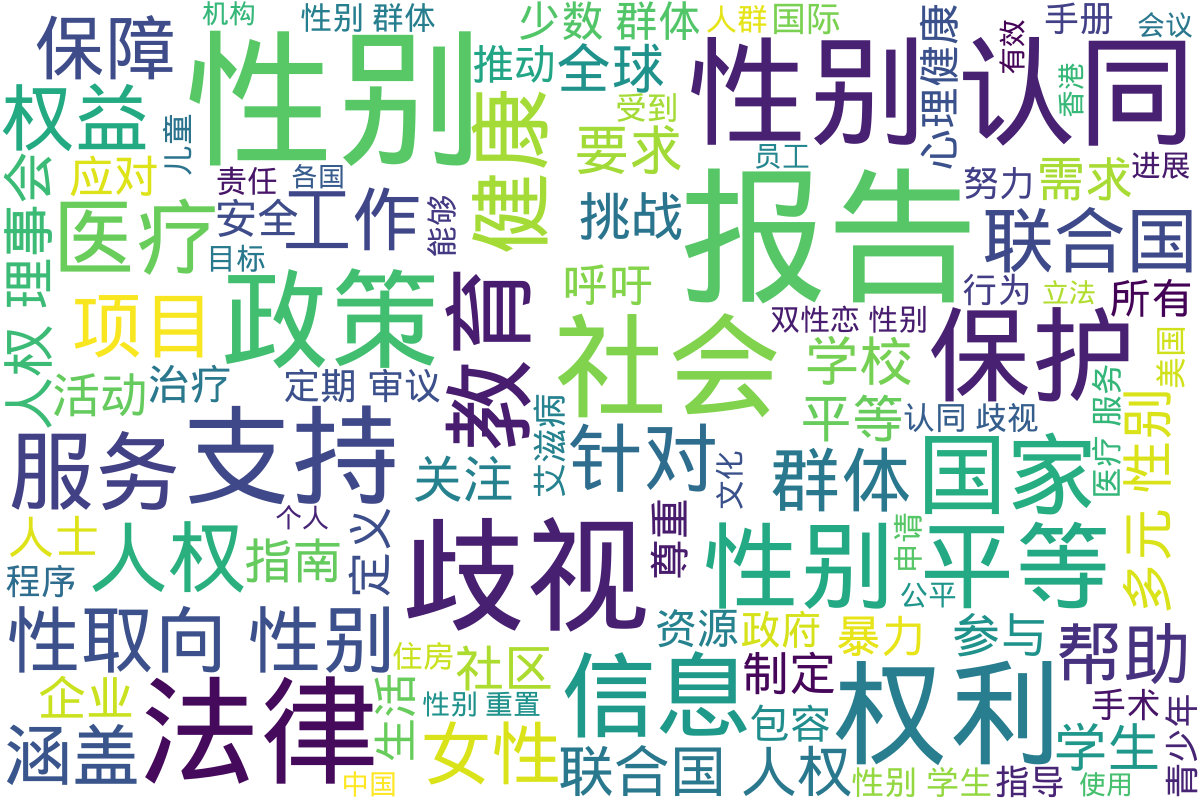 机构
性别 群体
少数 群体
人群
国际
手册
会议
保障
性别
推动
全球
性别认同
心理健康
有效
香港
权益
儿童
健康
受到
要求
员工
进展
应对
责任
各国
报告
努力
需求
人权 理事会
医疗
安全
工作
能够
挑战
联合国
目标
项目
政策
教育
呼吁
社会
行为
立法
所有
双性恋 性别
保护
美国
活动
治疗
定期 审议
学校
平等
认同 歧视
医疗 服务
多元 性别
服务
支持
关注
艾滋病
针对
文化
群体
国家
人士
人权
个人
指南
定义
歧视
尊重
性别平等
申请
程序
公平
性取向 性别
住房
社区
资源
政府
暴力
参与
帮助
企业
法律
生活
性别 重置
信息
制定
权利
手术
青少年
涵盖
女性
包容
学生
中国
联合国 人权
性别 学生
指导
使用